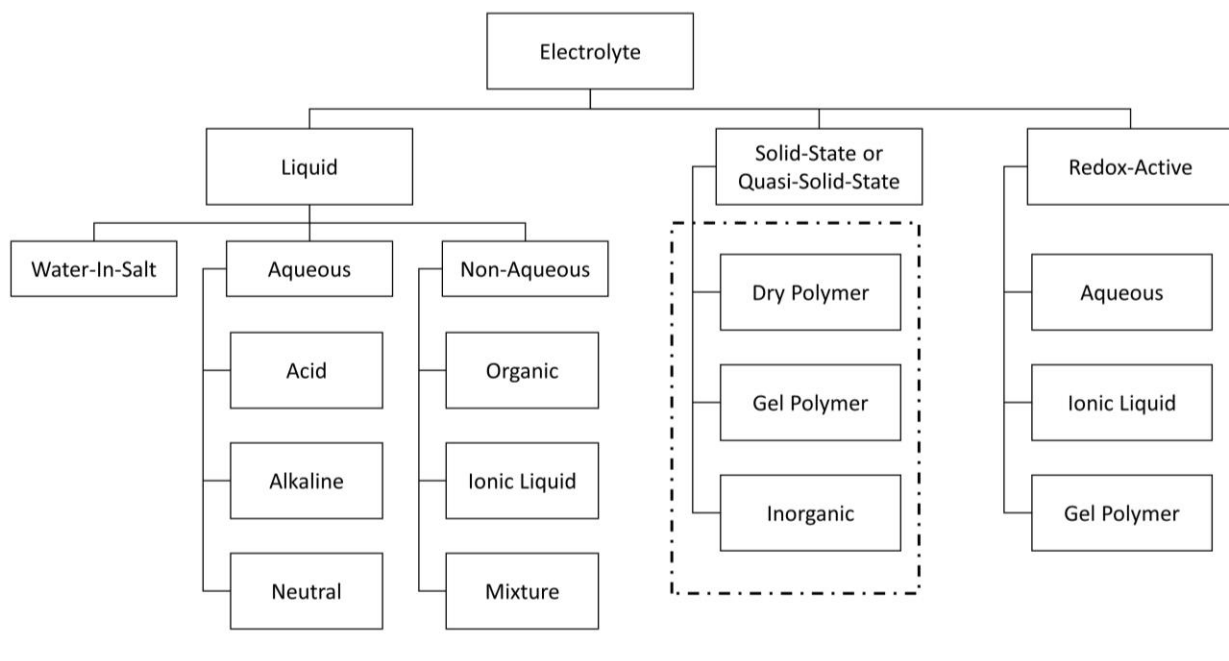 Electrolyte
Liquid
Solid-State or
Quasi-Solid-State
Redox-Active
Water-In-Salt
Aqueous
Non-Aqueous
Acid
Organic
Alkaline
Ionic Liquid
Neutral
Mixture
Dry Polymer
Gel Polymer
Inorganic
Aqueous
Ionic Liquid
Gel Polymer